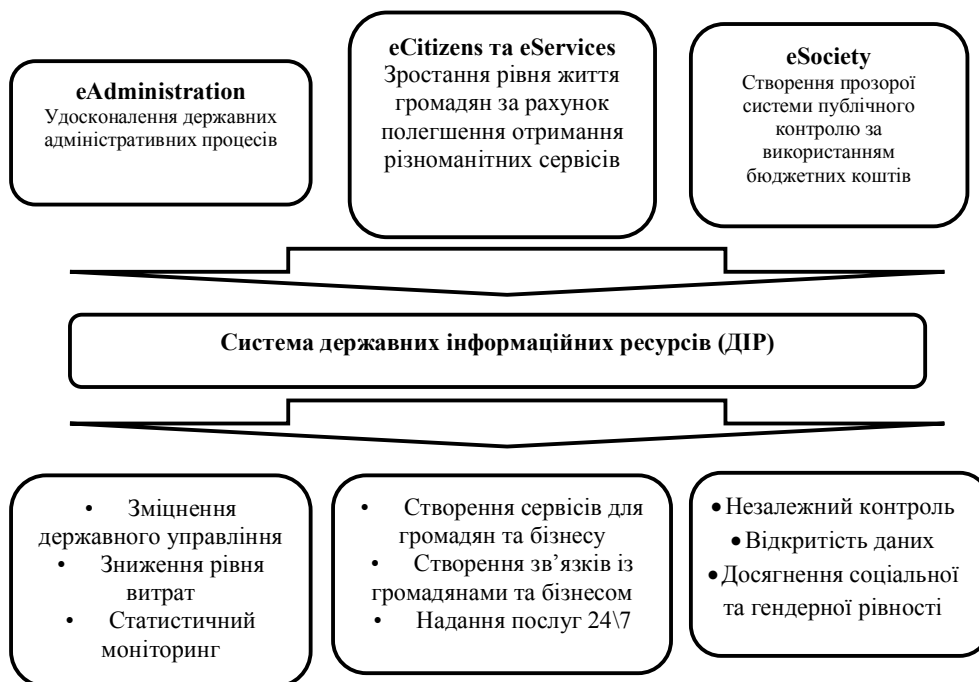 eAdministration
Удосконалення державних
адміністративних процесів
eCitizens та eServices
Зростання рівня життя
громадян за рахунок
полегшення отримання
різноманітних сервісів
eSociety
Створення прозорої
системи публічного
контролю за
використанням
бюджетних коштів
Система державних інформаційних ресурсів (ДІР)
• Зміцнення
державного управління
• Зниження рівня
витрат
• Статистичний
моніторинг
• Створення сервісів для
громадян та бізнесу
• Створення зв’язків із
громадянами та бізнесом
• Надання послуг 24\7
• Незалежний контроль
• Відкритість даних
• Досягнення соціальної
та гендерної рівності